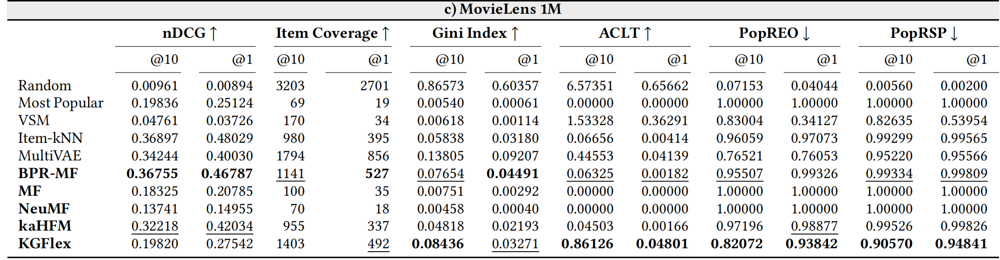 c) MovieLens 1M
nDCG ↑ Item Coverage ↑ Gini Index ↑ ACLT ↑ PopREO ↓ PopRSP ↓
@10 @1 @10 @1 @10 @1 @10 @1 @10 @1 @10 @1
Random 0.00961 0.00894 3203 2701 0.86573 0.60357 6.57351 0.65662 0.07153 0.04044 0.00560 0.00200
Most Popular 0.19836 0.25124 69 19 0.00540 0.00061 0.00000 0.00000 1.00000 1.00000 1.00000 1.00000
VSM 0.04761 0.03726 170 34 0.00618 0.00114 1.53328 0.36291 0.83004 0.34127 0.82635 0.53954
Item-kNN 0.36897 0.48029 980 395 0.05838 0.03180 0.06656 0.00414 0.96059 0.97073 0.99299 0.99565
MultiVAE 0.34244 0.40030 1794 856 0.13805 0.09207 0.44553 0.04139 0.76521 0.76053 0.95220 0.95566
BPR-MF 0.36755 0.46787 1141 527 0.07654 0.04491 0.06325 0.00182 0.95507 0.99326 0.99334 0.99809
MF 0.18325 0.20785 100 35 0.00751 0.00292 0.00000 0.00000 1.00000 1.00000 1.00000 1.00000
NeuMF 0.13741 0.14955 70 18 0.00458 0.00040 0.00000 0.00000 1.00000 1.00000 1.00000 1.00000
kaHFM 0.32218 0.42034 955 337 0.04818 0.02193 0.04503 0.00166 0.97196 0.98877 0.99526 0.99826
KGFlex 0.19820 0.27542 1403 492 0.08436 0.03271 0.86126 0.04801 0.82072 0.93842 0.90570 0.94841